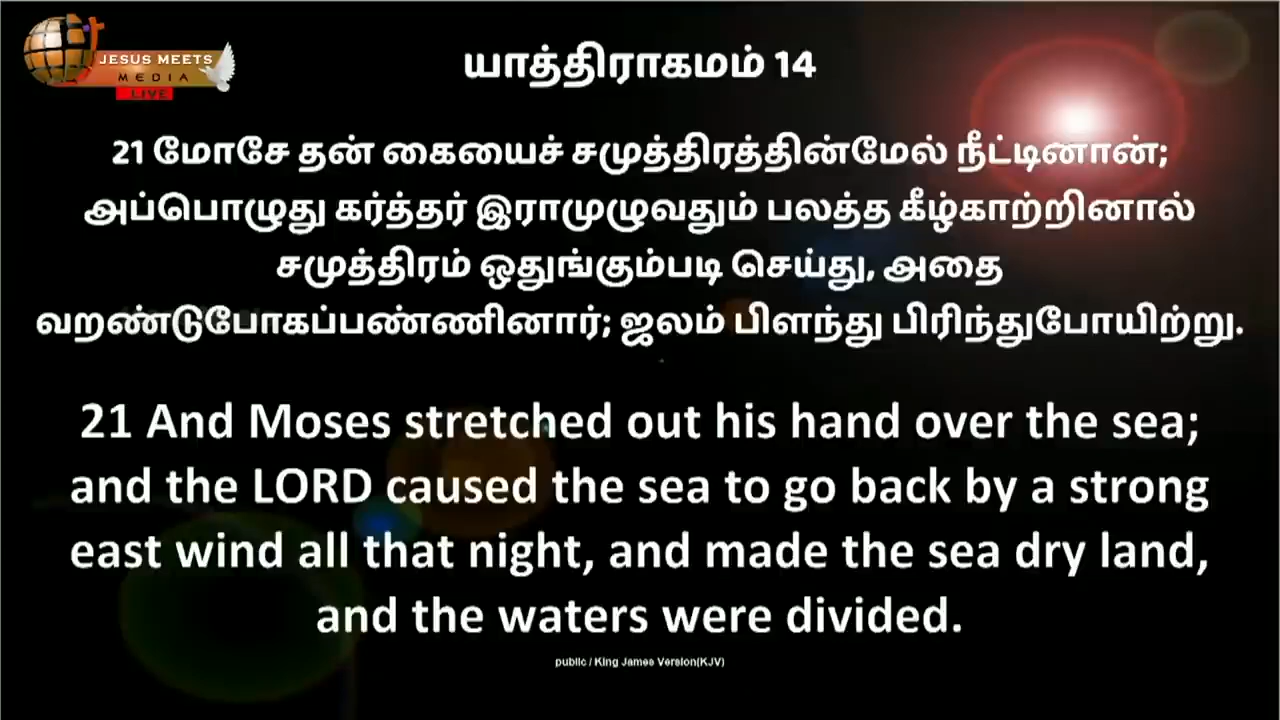 JESUS MEETS
MEDIA
LIVE
யாத்திராகமம் 14
21 மோசே தன் கையைச் சமுத்திரத்தின்மேல் நீட்டினான்;
அப்பொழுது கர்த்தர் இராமுழுவதும் பலத்த கீழ்காற்றினால்
சமுத்திரம் ஒதுங்கும்படி செய்து, அதை
வறண்டுபோகப்பண்ணினார்; ஜலம் பிளந்து பிரிந்துபோயிற்று.
21 And Moses stretched out his hand over the sea;
and the LORD caused the sea to go back by a strong
east wind all that night, and made the sea dry land,
and the waters were divided.
public / King James Version(KJV)